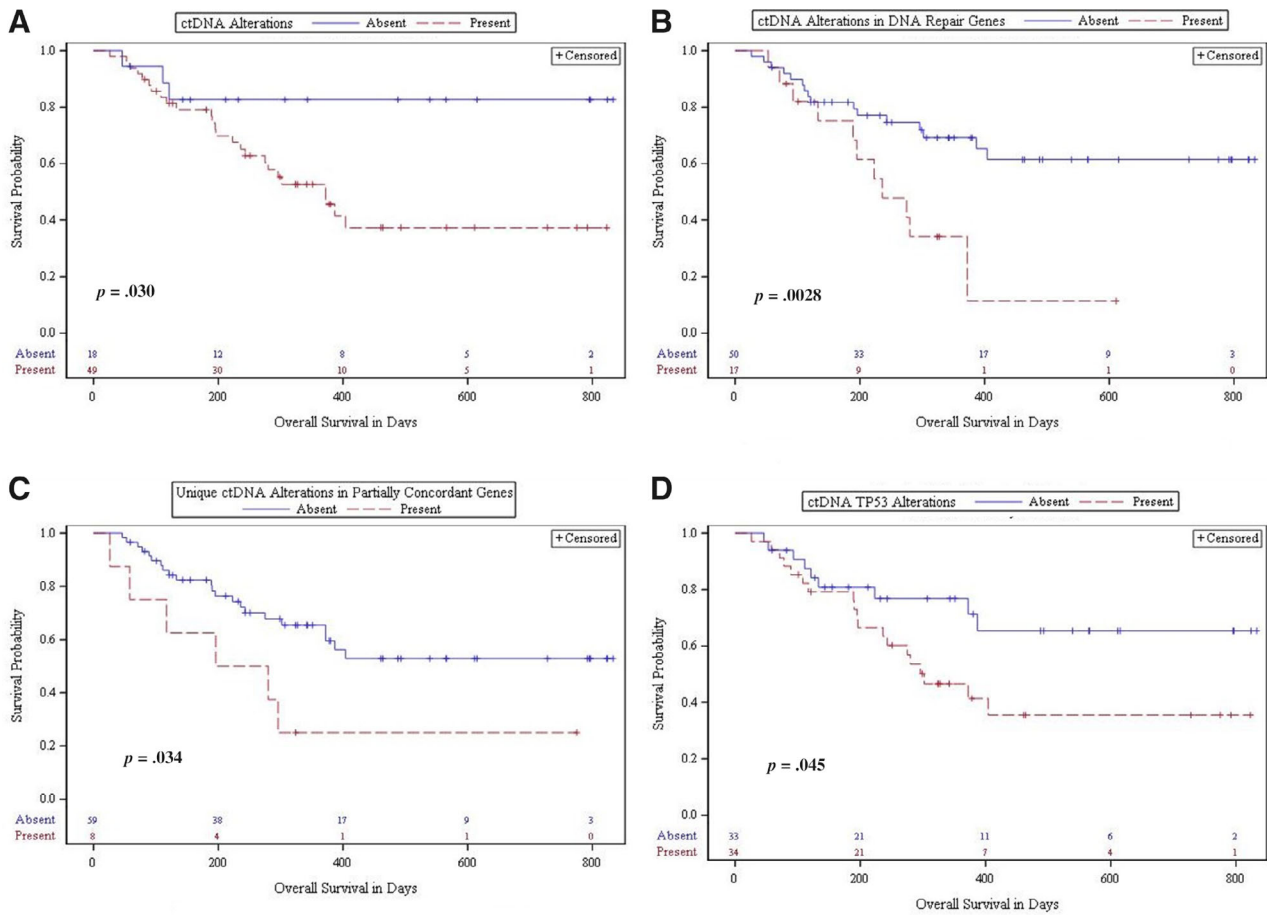 A
ctDNA Alterations Absent Present
+ Censored
Survival Probability
1.0
0.8
0.6
0.4
0.2
0.0
p = .030
Absent 18 12 8 5 2
Present 49 30 10 5 1
0 200 400 600 800
Overall Survival in Days
B
ctDNA Alterations in DNA Repair Genes Absent Present
+ Censored
Survival Probability
1.0
0.8
0.6
0.4
0.2
0.0
p = .0028
Absent 50 33 17 9 3
Present 17 9 1 1 0
0 200 400 600 800
Overall Survival in Days
C
Unique ctDNA Alterations in Partially Concordant Genes
Absent Present
+ Censored
Survival Probability
1.0
0.8
0.6
0.4
0.2
0.0
p = .034
Absent 59 38 17 9 3
Present 8 4 1 1 0
0 200 400 600 800
Overall Survival in Days
D
ctDNA TP53 Alterations Absent Present
+ Censored
Survival Probability
1.0
0.8
0.6
0.4
0.2
0.0
p = .045
Absent 33 21 11 6 2
Present 34 21 7 4 1
0 200 400 600 800
Overall Survival in Days